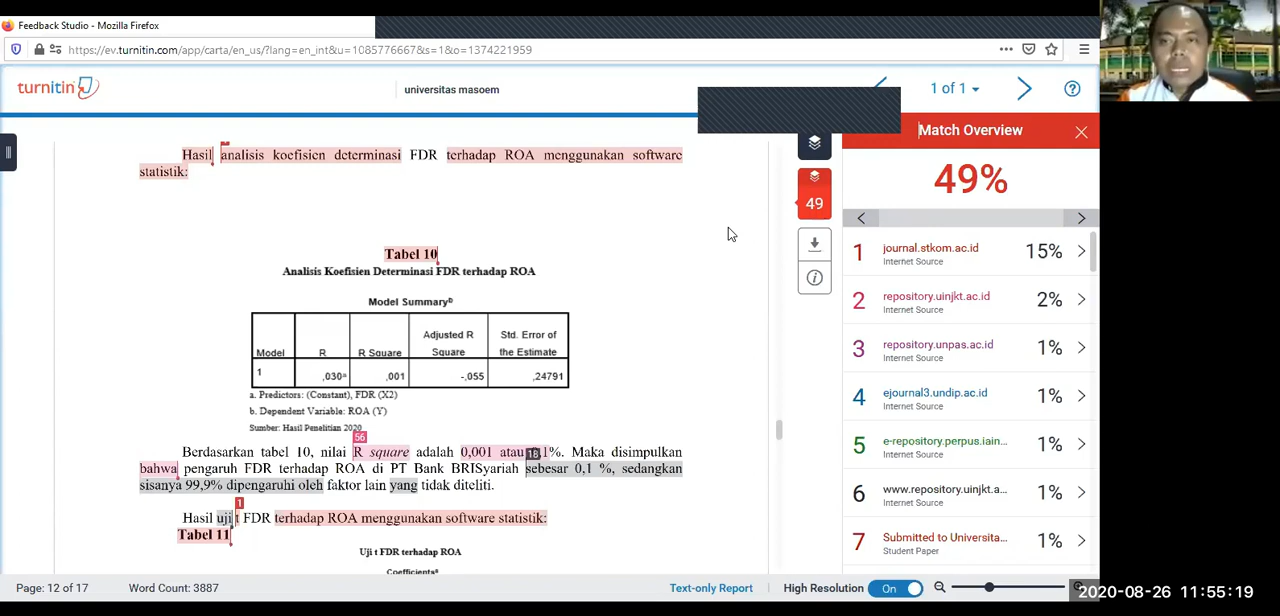 Feedback Studio - Mozilla Firefox
https://ev.turnitin.com/app/carta/en_us/?lang=en_int&u=1085776667&s=1&o=1374221959
turnitin
universitas masoem
1 of 1
Hasil analisis koefisien determinasi FDR terhadap ROA menggunakan software
statistik:
Tabel 10
Analisis Koefisien Determinasi FDR terhadap ROA
Model Summaryᵇ
Model R R Square Adjusted R Square Std. Error of the Estimate
1 ,030ᵃ ,001 -,055 ,24791
a. Predictors: (Constant), FDR (X2)
b. Dependent Variable: ROA (Y)
Sumber: Hasil Penelitian 2020
56
Berdasarkan tabel 10, nilai R square adalah 0,001 atau 18 1%. Maka disimpulkan
bahwa pengaruh FDR terhadap ROA di PT Bank BRISyariah sebesar 0,1 %, sedangkan
sisanya 99,9% dipengaruhi oleh faktor lain yang tidak diteliti.
1
Hasil uji t FDR terhadap ROA menggunakan software statistik:
Tabel 11
Uji t FDR terhadap ROA
Coefficientsᵃ
49
Match Overview
49%
1 journal.stkom.ac.id 15%
Internet Source
2 repository.uinjkt.ac.id 2%
Internet Source
3 repository.unpas.ac.id 1%
Internet Source
4 ejournal3.undip.ac.id 1%
Internet Source
5 e-repository.perpus.iain... 1%
Internet Source
6 www.repository.uinjkt.a... 1%
Internet Source
7 Submitted to Universita... 1%
Student Paper
Page: 12 of 17
Word Count: 3887
Text-only Report
High Resolution On
2020-08-26 11:55:19